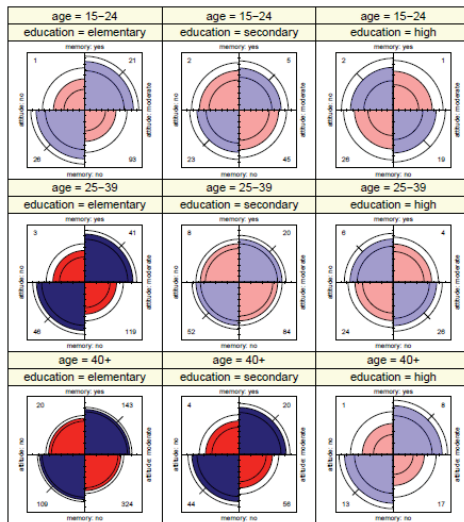 age = 15–24 age = 15–24 age = 15–24
education = elementary education = secondary education = high
memory: yes memory: yes memory: yes
1 21 2 5 2 1
attitude: no attitude: moderate attitude: no attitude: moderate attitude: no attitude: moderate
26 93 23 45 26 19
memory: no memory: no memory: no
age = 25–39 age = 25–39 age = 25–39
education = elementary education = secondary education = high
memory: yes memory: yes memory: yes
3 41 8 20 6 4
attitude: no attitude: moderate attitude: no attitude: moderate attitude: no attitude: moderate
46 119 52 84 24 26
memory: no memory: no memory: no
age = 40+ age = 40+ age = 40+
education = elementary education = secondary education = high
memory: yes memory: yes memory: yes
20 143 4 20 1 8
attitude: no attitude: moderate attitude: no attitude: moderate attitude: no attitude: moderate
109 324 44 56 13 17
memory: no memory: no memory: no